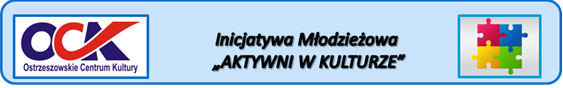 OCK
Ostrzeszowskie Centrum Kultury
Inicjatywa Młodzieżowa
„AKTYWNI W KULTURZE”